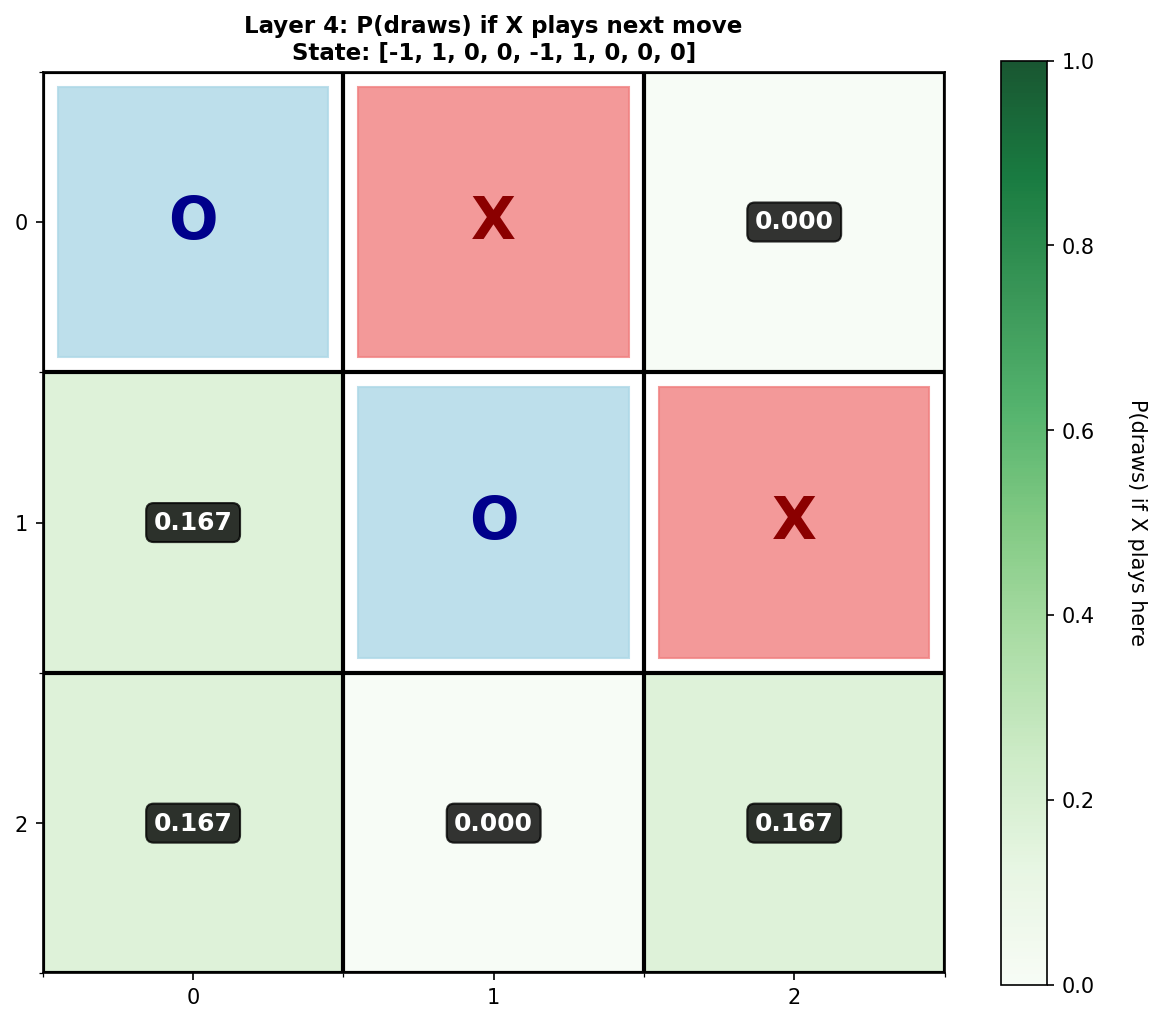 Layer 4: P(draws) if X plays next move
State: [-1, 1, 0, 0, -1, 1, 0, 0, 0]
0
O
X
0.000
1
0.167
O
X
2
0.167
0.000
0.167
0
1
2
1.0
0.8
0.6
0.4
0.2
0.0
P(draws) if X plays here